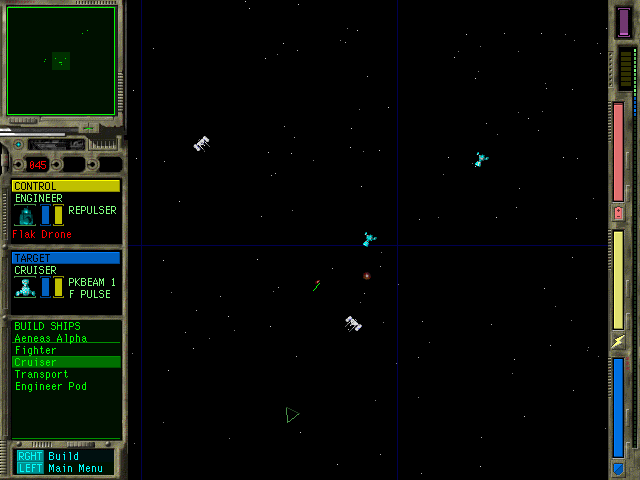 045
CONTROL
ENGINEER
REPULSER
Flak Drone
TARGET
CRUISER
PKBEAM 1
F PULSE
BUILD SHIPS
Aeneas Alpha
Fighter
Cruiser
Transport
Engineer Pod
RGHT Build
LEFT Main Menu